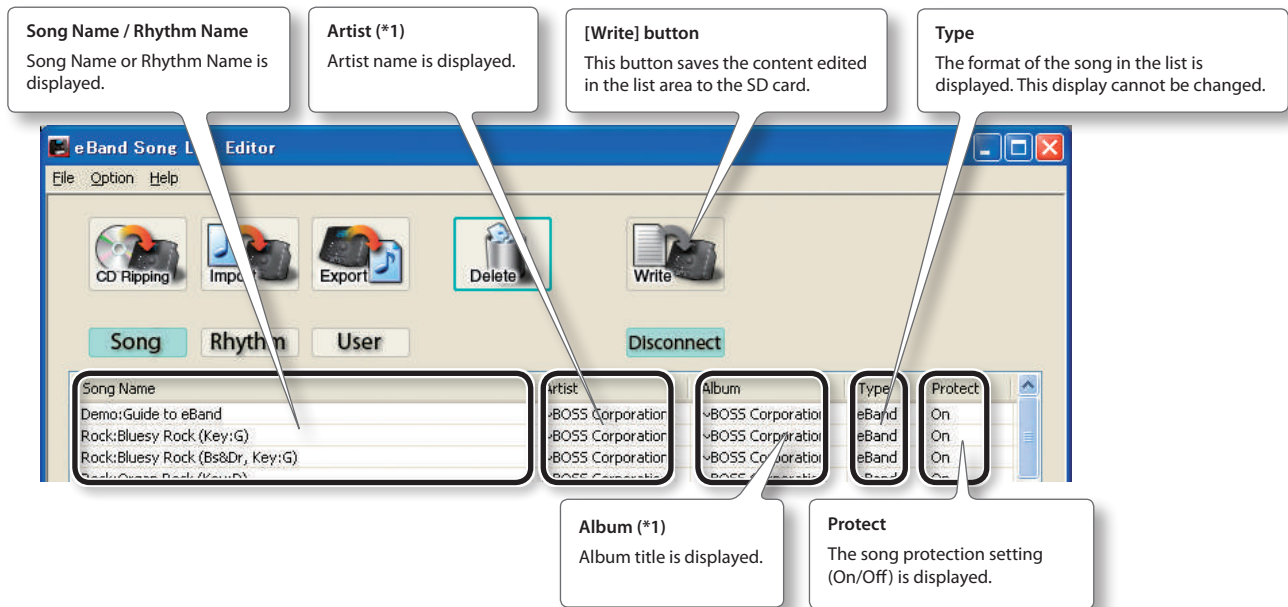 Song Name / Rhythm Name
Song Name or Rhythm Name is
displayed.
Artist (*1)
Artist name is displayed.
[Write] button
This button saves the content edited
in the list area to the SD card.
Type
The format of the song in the list is
displayed. This display cannot be changed.
eBand Song L Editor
File Option Help
CD Ripping
Export
Delete
Write
Song
User
Disconnect
Song Name Artist Album Type Protect
Demo:Guide to eBand ~BOSS Corporation ~BOSS Corporation eBand On
Rock:Bluesy Rock (Key:G) ~BOSS Corporation ~BOSS Corporation eBand On
Rock:Bluesy Rock (Bs&Dr, Key:G) ~BOSS Corporation ~BOSS Corporation eBand On
Album (*1)
Album title is displayed.
Protect
The song protection setting
(On/Off) is displayed.